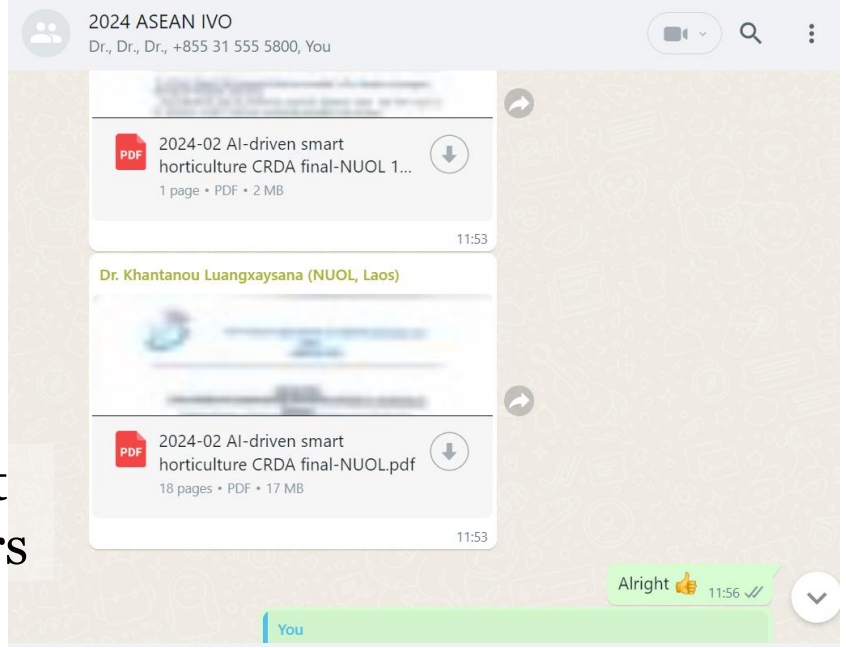 2024 ASEAN IVO
Dr., Dr., Dr., +855 31 555 5800, You
PDF
2024-02 AI-driven smart
horticulture CRDA final-NUOL 1...
1 page • PDF • 2 MB
11:53
Dr. Khantanou Luangxaysana (NUOL, Laos)
PDF
2024-02 AI-driven smart
horticulture CRDA final-NUOL.pdf
18 pages • PDF • 17 MB
11:53
Alright 👍 11:56
You